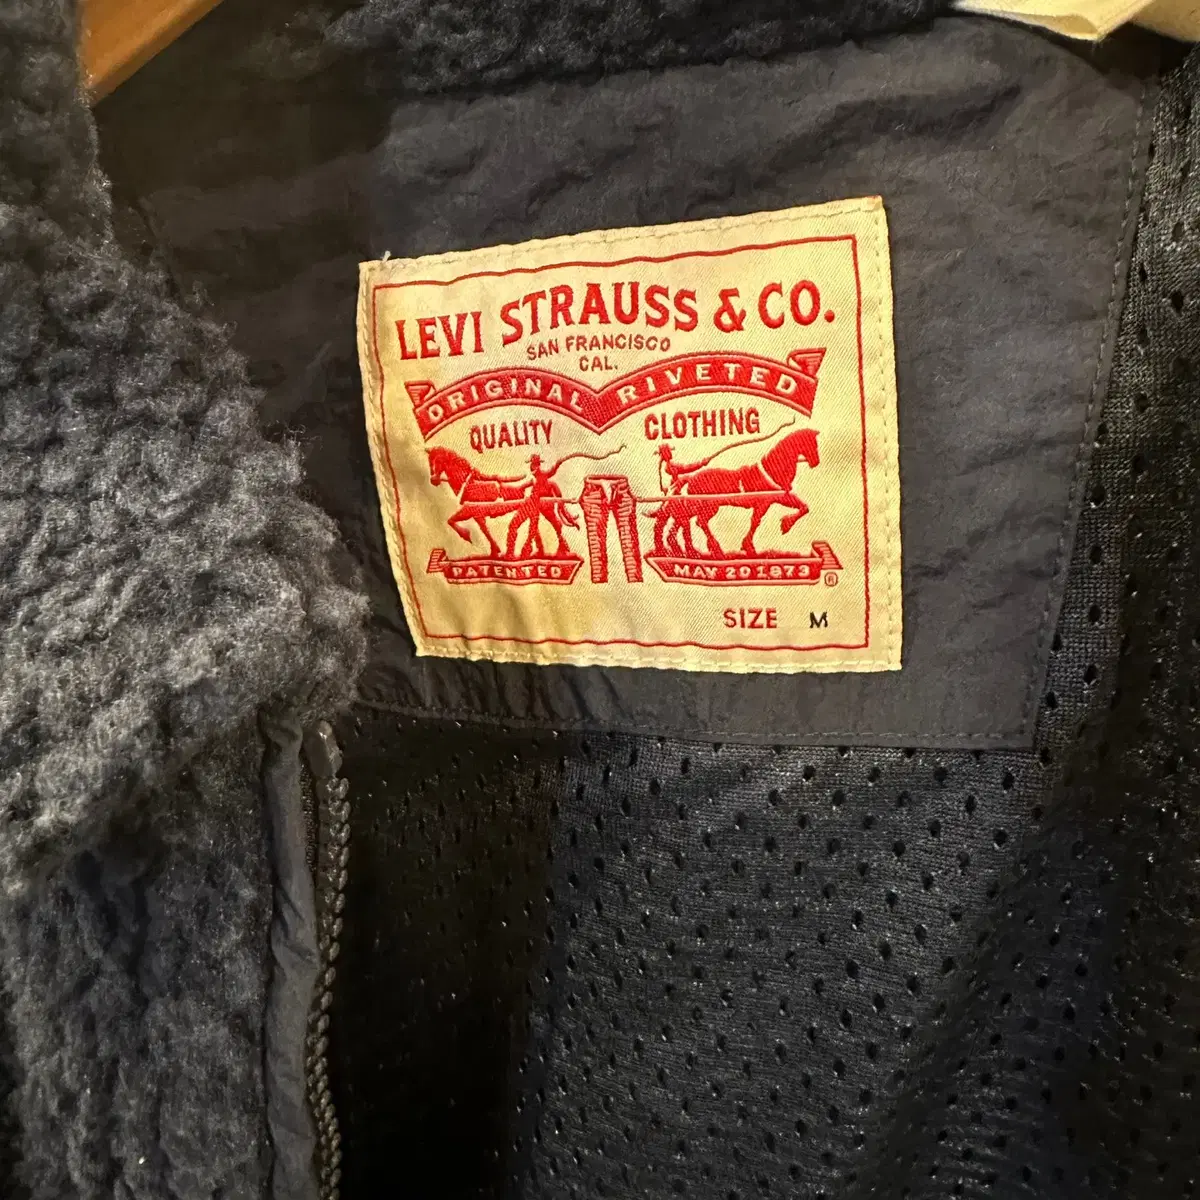 LEVI STRAUSS & CO.
SAN FRANCISCO
CAL.
ORIGINAL RIVETED
QUALITY CLOTHING
PATENTED MAY 20 1873 ®
SIZE M